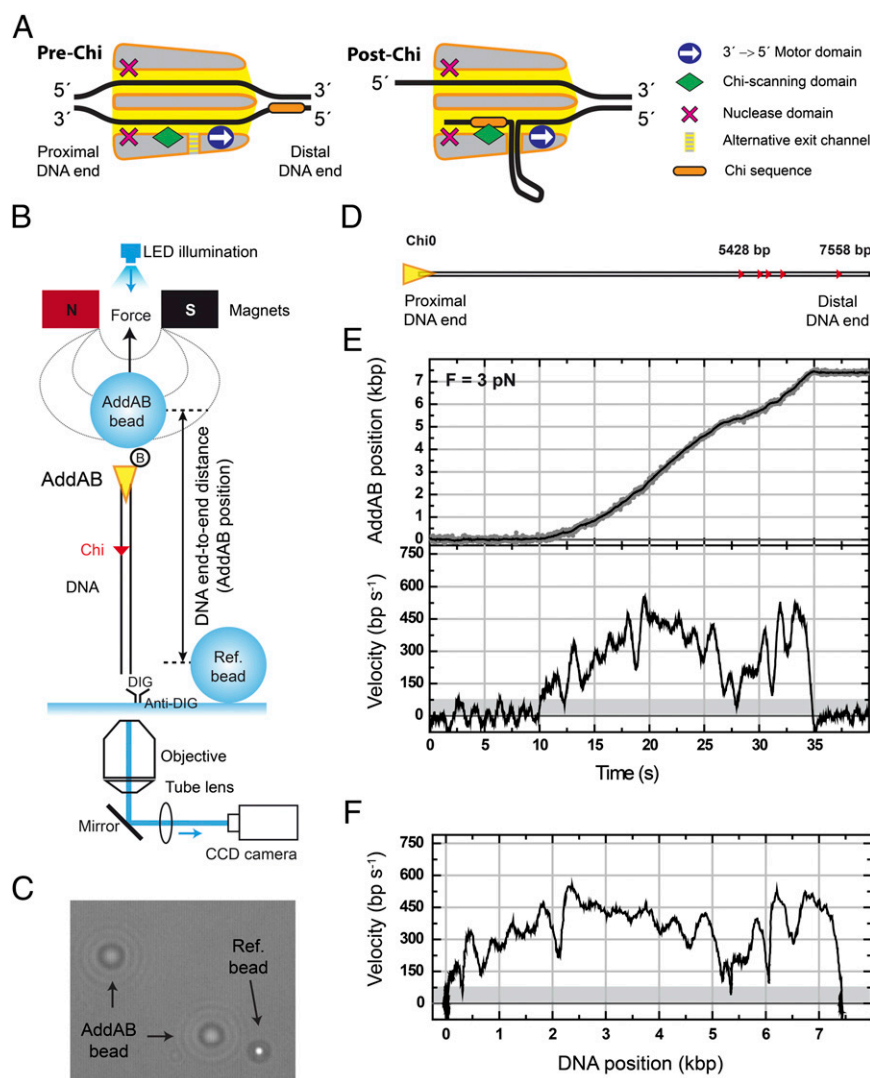 A
Pre-Chi
5´
3´
3´
5´
Proximal
DNA end
Distal
DNA end
Post-Chi
5´
3´
5´
3´ –> 5´ Motor domain
Chi-scanning domain
Nuclease domain
Alternative exit channel
Chi sequence
B
LED illumination
N
Force
S
Magnets
AddAB
bead
B
AddAB
Chi
DNA
DNA end-to-end distance
(AddAB position)
Ref.
bead
DIG
Anti-DIG
Objective
Tube lens
Mirror
CCD camera
C
Ref.
bead
AddAB
bead
D
Chi0
5428 bp
7558 bp
Proximal
DNA end
Distal
DNA end
E
F = 3 pN
AddAB position (kbp)
7
6
5
4
3
2
1
0
Velocity (bp s⁻¹)
750
600
450
300
150
0
0 5 10 15 20 25 30 35
Time (s)
F
Velocity (bp s⁻¹)
750
600
450
300
150
0
0 1 2 3 4 5 6 7
DNA position (kbp)